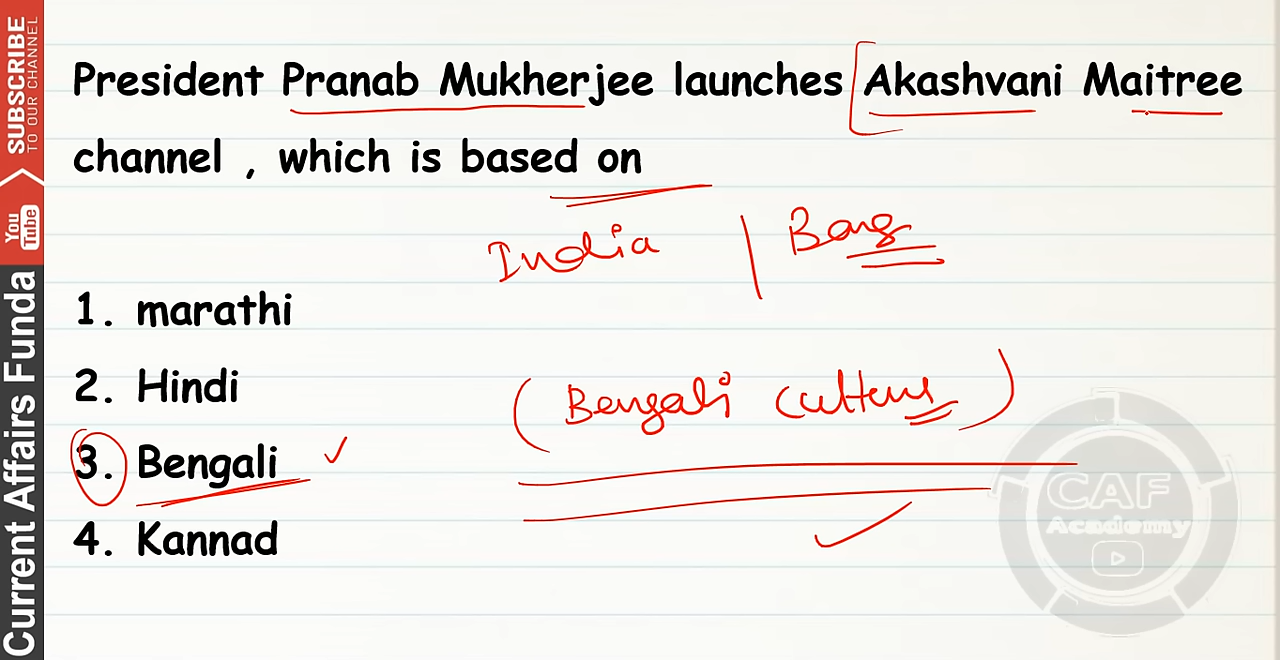 President Pranab Mukherjee launches Akashvani Maitree
channel , which is based on
India | Bang
1. marathi
2. Hindi
(Bengali culture)
3. Bengali
4. Kannad
SUBSCRIBE
TO OUR CHANNEL
You
Tube
Current Affairs Funda
CAF
Academy